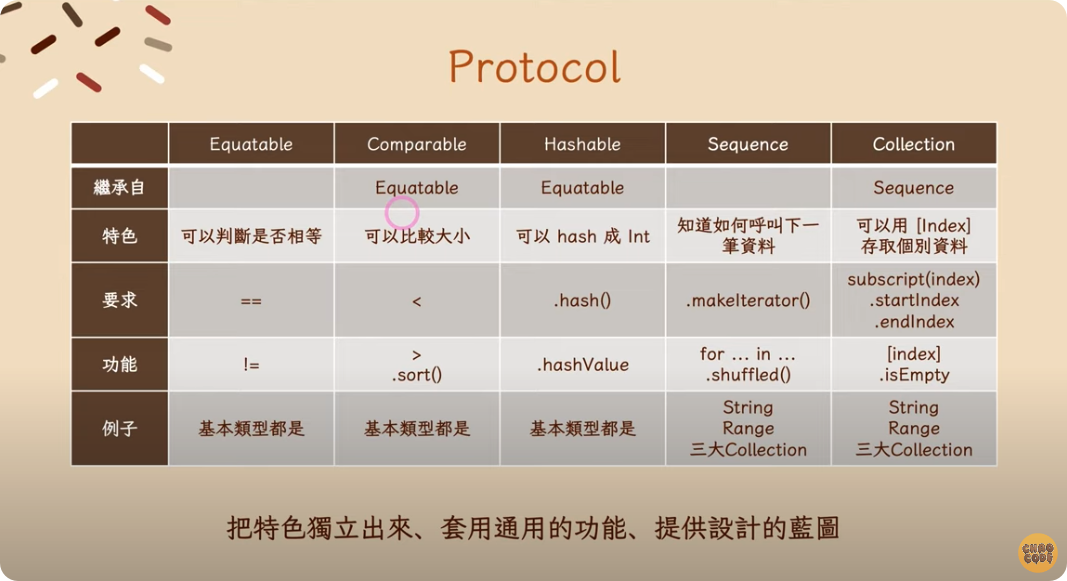 Protocol
Equatable Comparable Hashable Sequence Collection
繼承自 Equatable Equatable Sequence
特色 可以判斷是否相等 可以比較大小 可以 hash 成 Int 知道如何呼叫下一筆資料 可以用 [Index] 存取個別資料
要求 == < .hash() .makeIterator() subscript(index) .startIndex .endIndex
功能 != > .sort() .hashValue for ... in ... .shuffled() [index] .isEmpty
例子 基本類型都是 基本類型都是 基本類型都是 String Range 三大Collection String Range 三大Collection
把特色獨立出來、套用通用的功能、提供設計的藍圖
CHAO
CODE